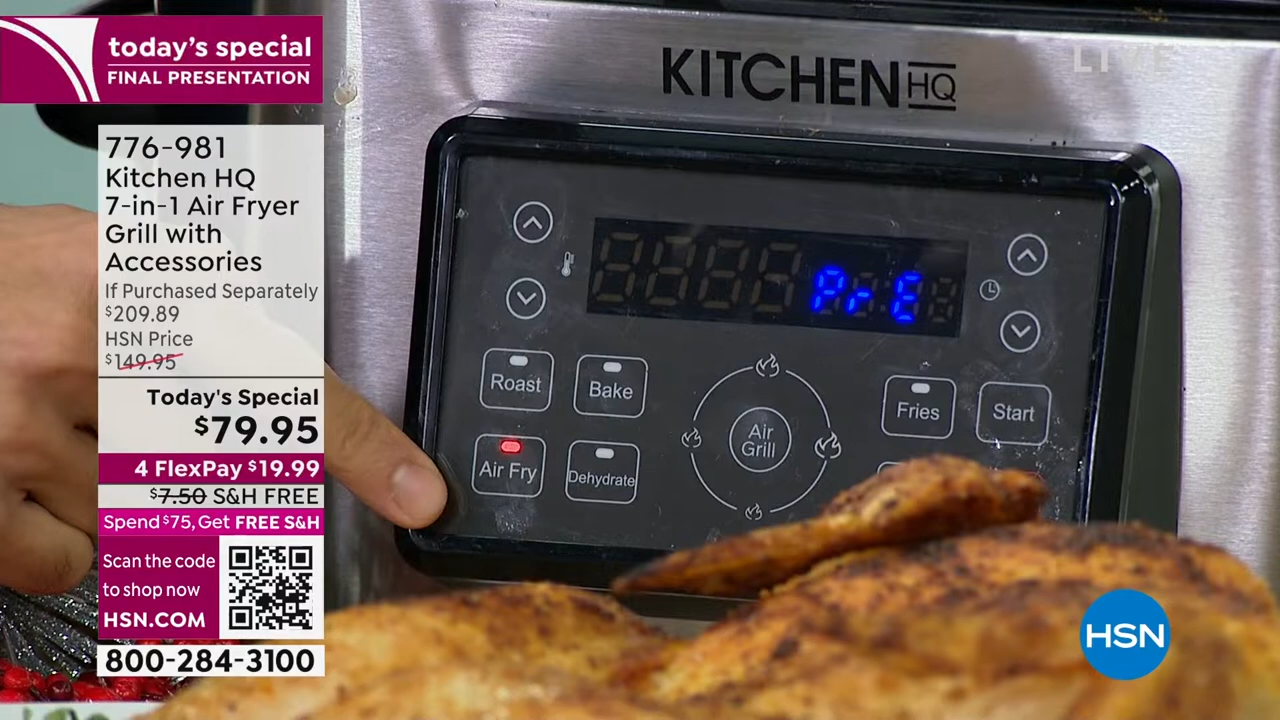 today's special
FINAL PRESENTATION
776-981
Kitchen HQ
7-in-1 Air Fryer
Grill with
Accessories
If Purchased Separately
$209.89
HSN Price
$149.95
Today's Special
$79.95
4 FlexPay $19.99
$7.50 S&H FREE
Spend $75, Get FREE S&H
Scan the code
to shop now
HSN.COM
800-284-3100
LIVE
KITCHEN HQ
PrE
Roast
Bake
Air Fry
Dehydrate
Air
Grill
Fries
Start
HSN